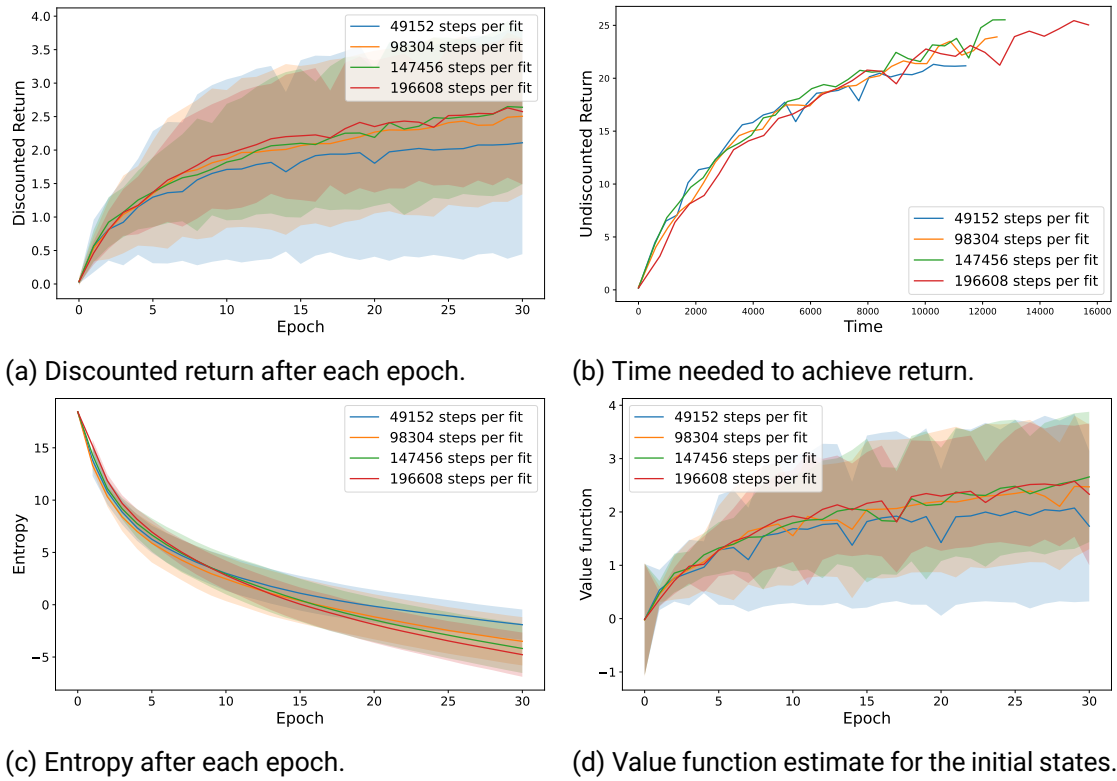 4.0
3.5
3.0
2.5
2.0
1.5
1.0
0.5
0.0
Discounted Return
49152 steps per fit
98304 steps per fit
147456 steps per fit
196608 steps per fit
0 5 10 15 20 25 30
Epoch
(a) Discounted return after each epoch.
25
20
15
10
5
0
Undiscounted Return
49152 steps per fit
98304 steps per fit
147456 steps per fit
196608 steps per fit
0 2000 4000 6000 8000 10000 12000 14000 16000
Time
(b) Time needed to achieve return.
15
10
5
0
−5
Entropy
49152 steps per fit
98304 steps per fit
147456 steps per fit
196608 steps per fit
0 5 10 15 20 25 30
Epoch
(c) Entropy after each epoch.
4
3
2
1
0
−1
Value function
49152 steps per fit
98304 steps per fit
147456 steps per fit
196608 steps per fit
0 5 10 15 20 25 30
Epoch
(d) Value function estimate for the initial states.